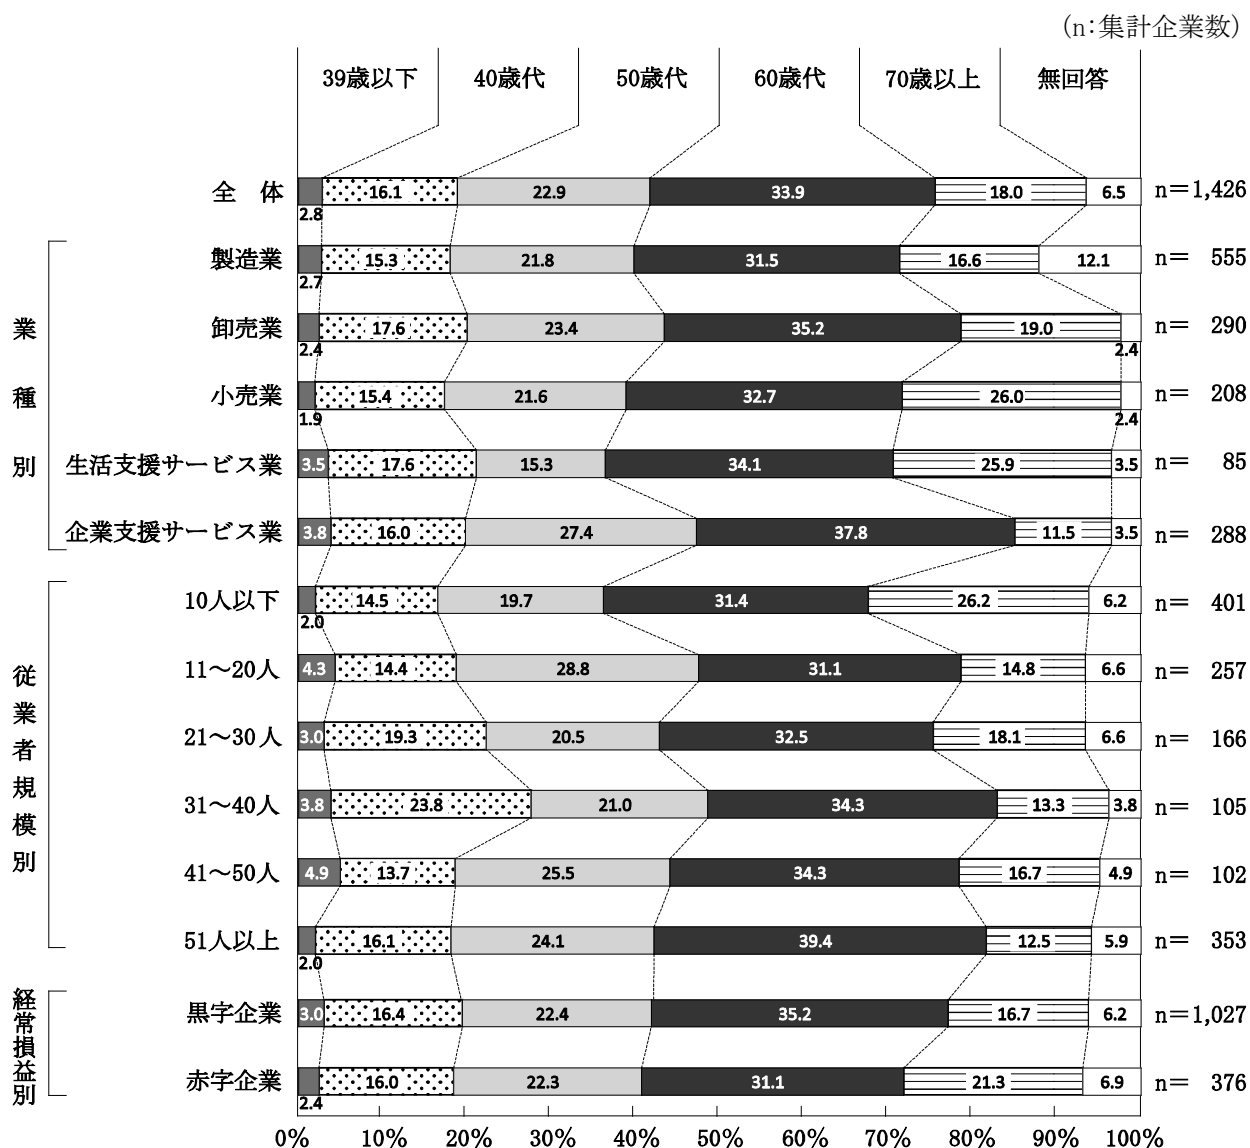 (n:集計企業数)
39歳以下 40歳代 50歳代 60歳代 70歳以上 無回答
全 体 16.1 22.9 33.9 18.0 6.5 n=1,426
2.8
製造業 15.3 21.8 31.5 16.6 12.1 n= 555
2.7
卸売業 17.6 23.4 35.2 19.0 n= 290
2.4 2.4
小売業 15.4 21.6 32.7 26.0 n= 208
1.9 2.4
生活支援サービス業 3.5 17.6 15.3 34.1 25.9 3.5 n= 85
企業支援サービス業 3.8 16.0 27.4 37.8 11.5 3.5 n= 288
業種別
10人以下 14.5 19.7 31.4 26.2 6.2 n= 401
2.0
11～20人 4.3 14.4 28.8 31.1 14.8 6.6 n= 257
21～30人 3.0 19.3 20.5 32.5 18.1 6.6 n= 166
31～40人 3.8 23.8 21.0 34.3 13.3 3.8 n= 105
41～50人 4.9 13.7 25.5 34.3 16.7 4.9 n= 102
51人以上 16.1 24.1 39.4 12.5 5.9 n= 353
2.0
従業者規模別
黒字企業 3.0 16.4 22.4 35.2 16.7 6.2 n=1,027
赤字企業 16.0 22.3 31.1 21.3 6.9 n= 376
2.4
経常損益別
0% 10% 20% 30% 40% 50% 60% 70% 80% 90% 100%